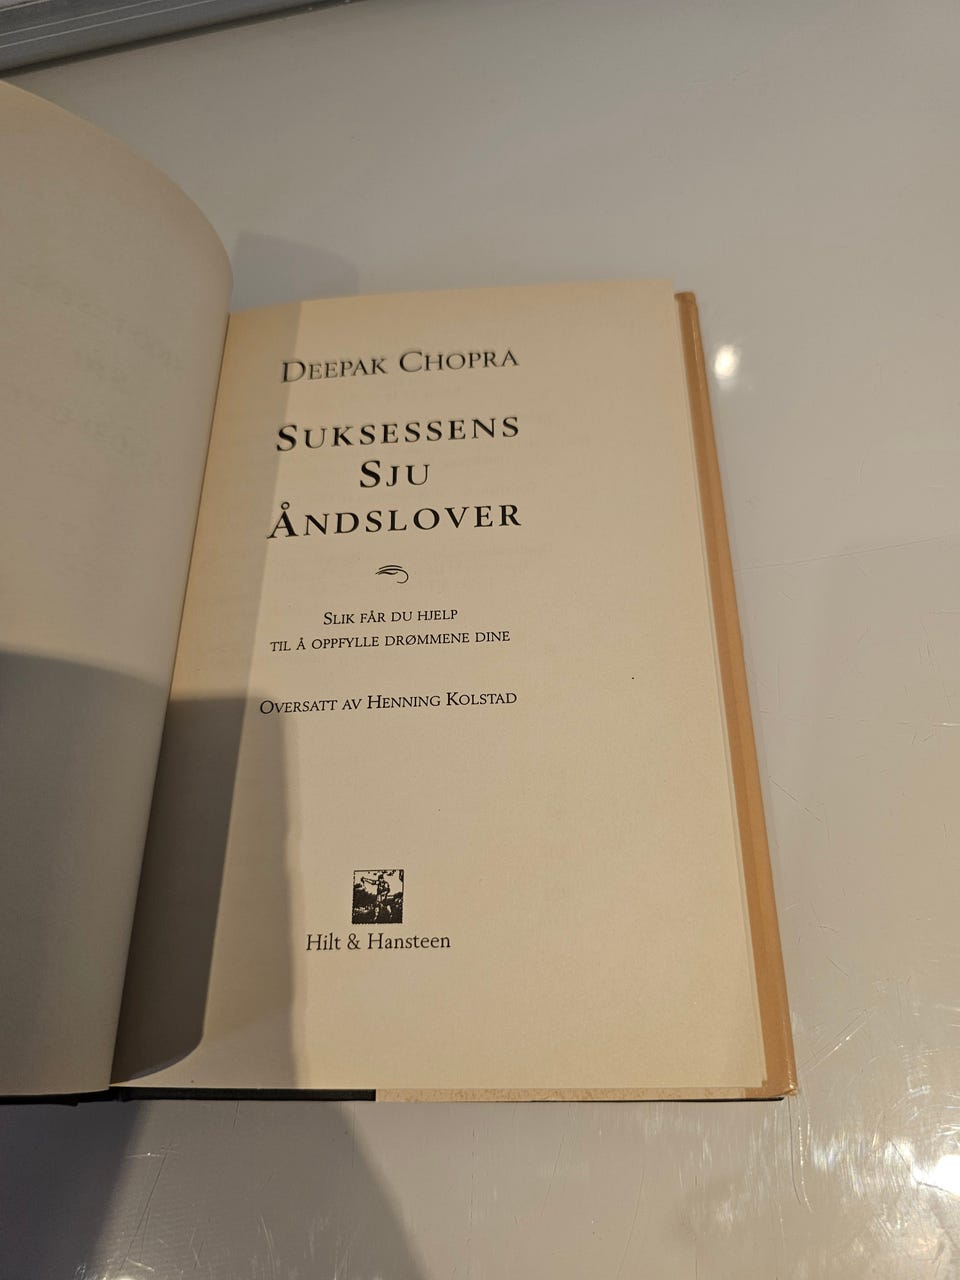 Deepak Chopra
Suksessens
Sju
Åndslover
Slik får du hjelp
til å oppfylle drømmene dine
Oversatt av Henning Kolstad
Hilt & Hansteen